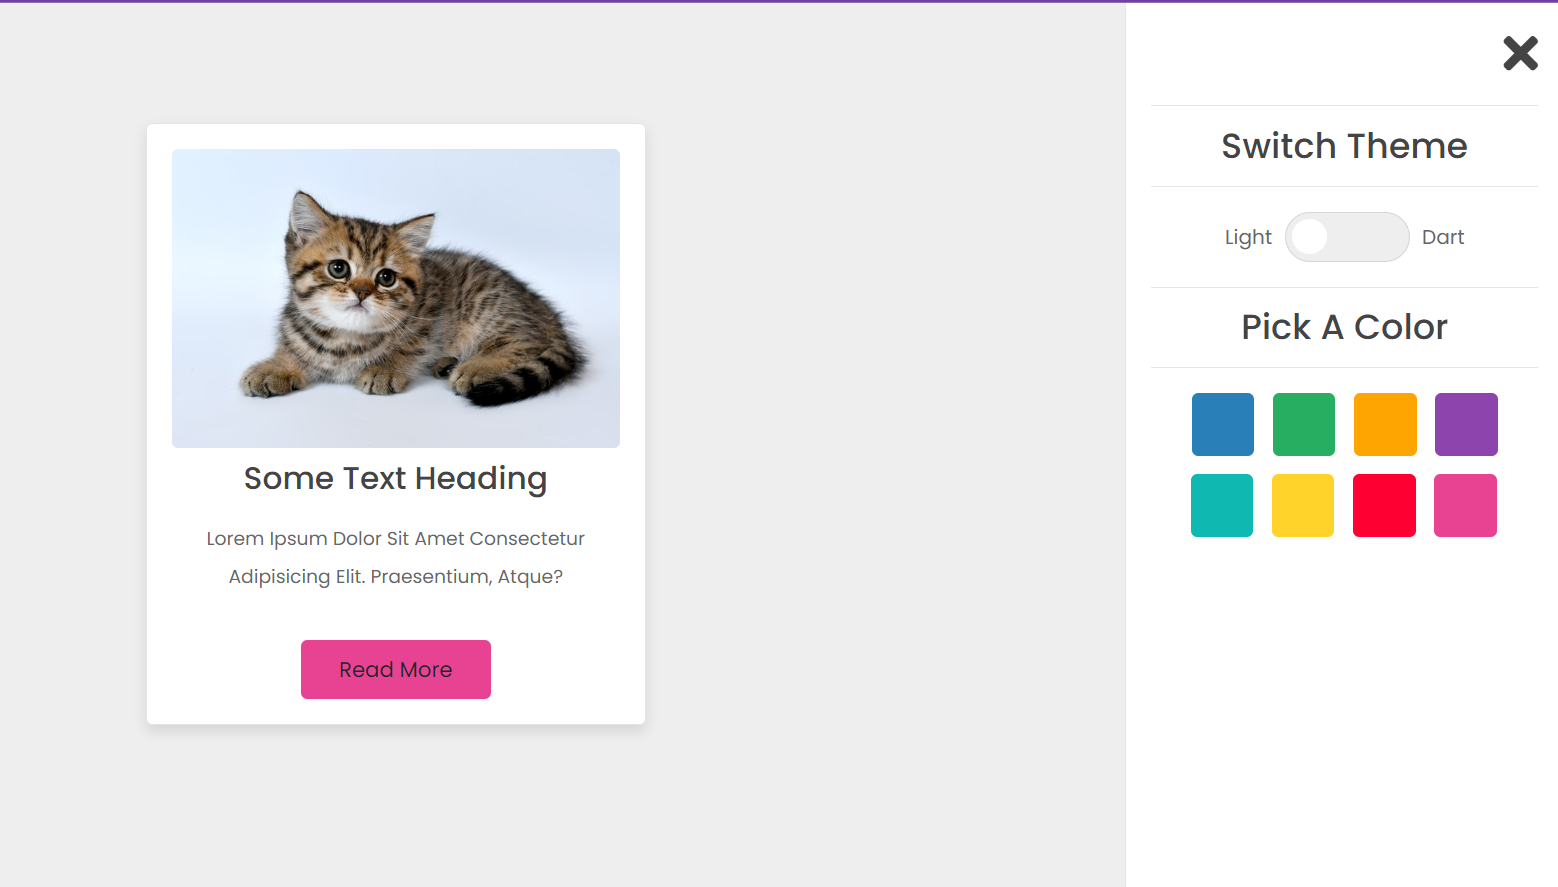 Some Text Heading
Lorem Ipsum Dolor Sit Amet Consectetur
Adipisicing Elit. Praesentium, Atque?
Read More
Switch Theme
Light Dart
Pick A Color